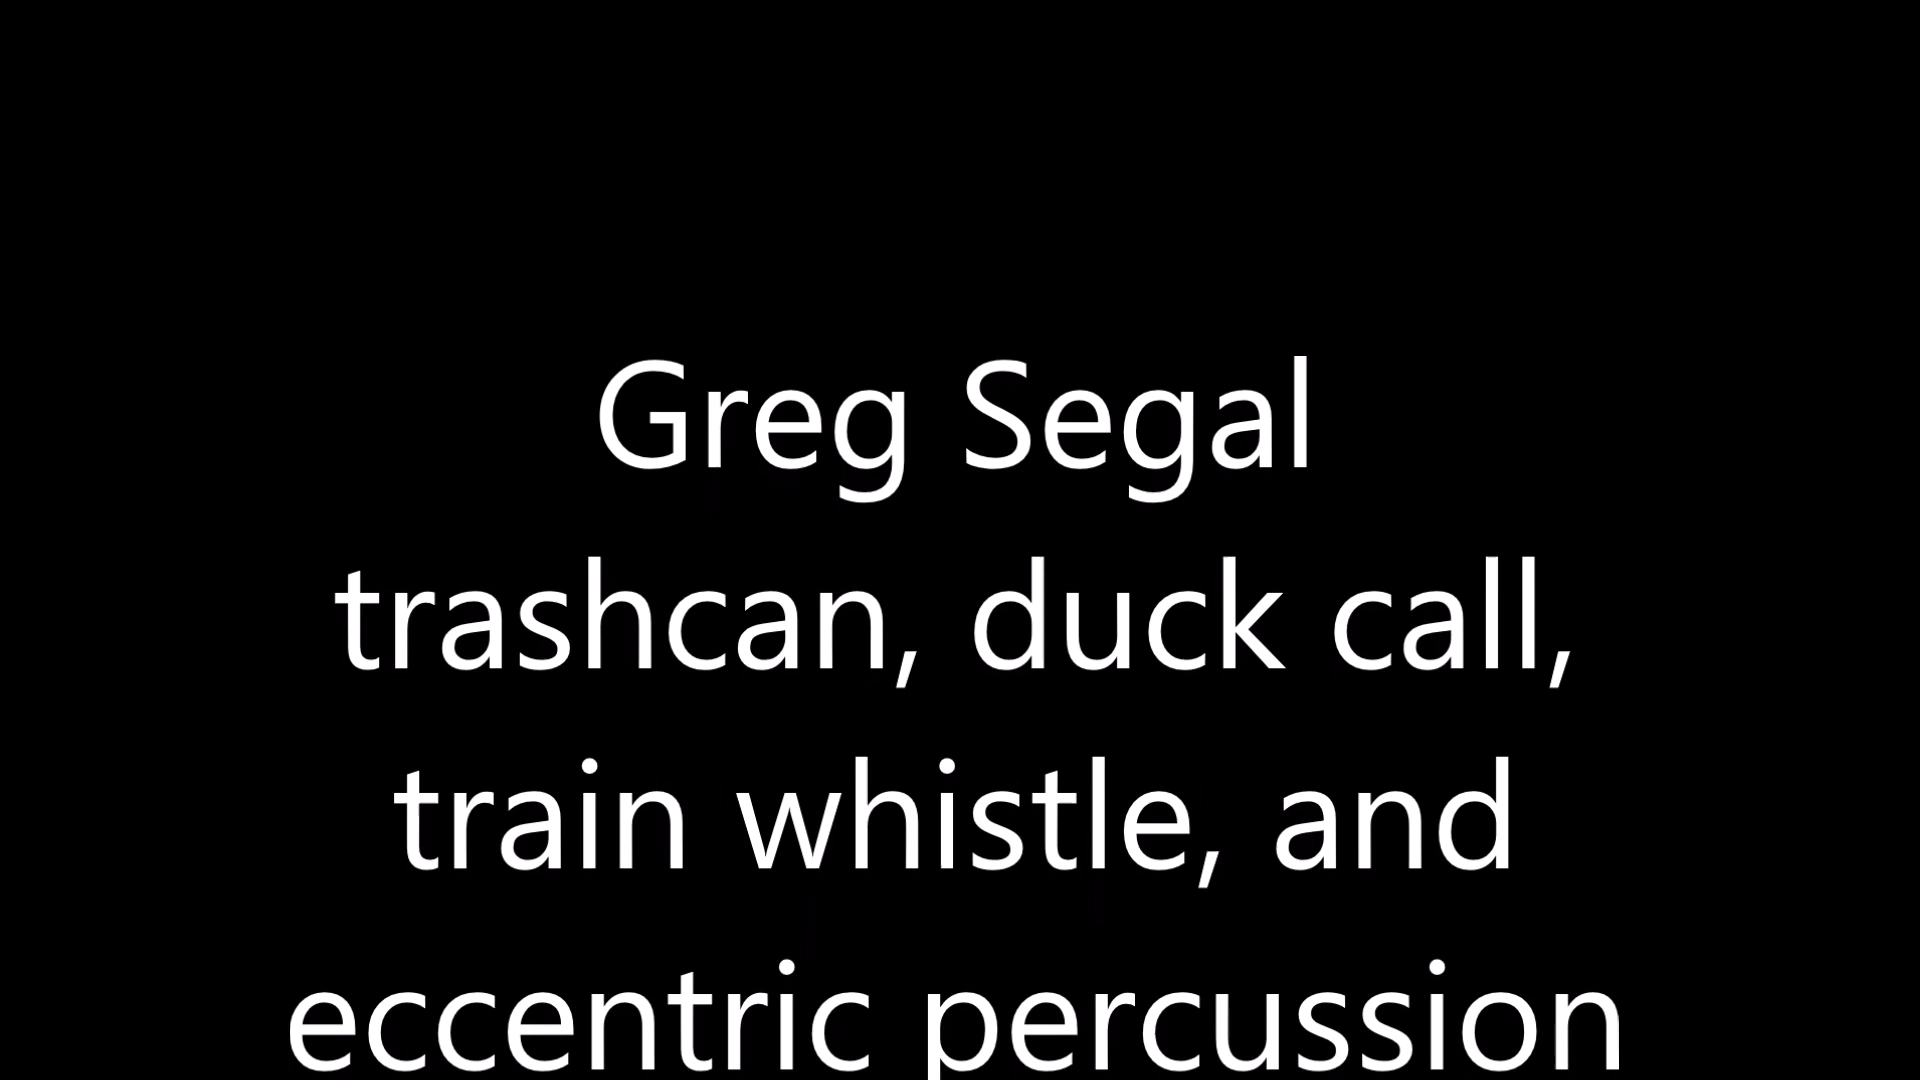 Greg Segal
trashcan, duck call,
train whistle, and
eccentric percussion